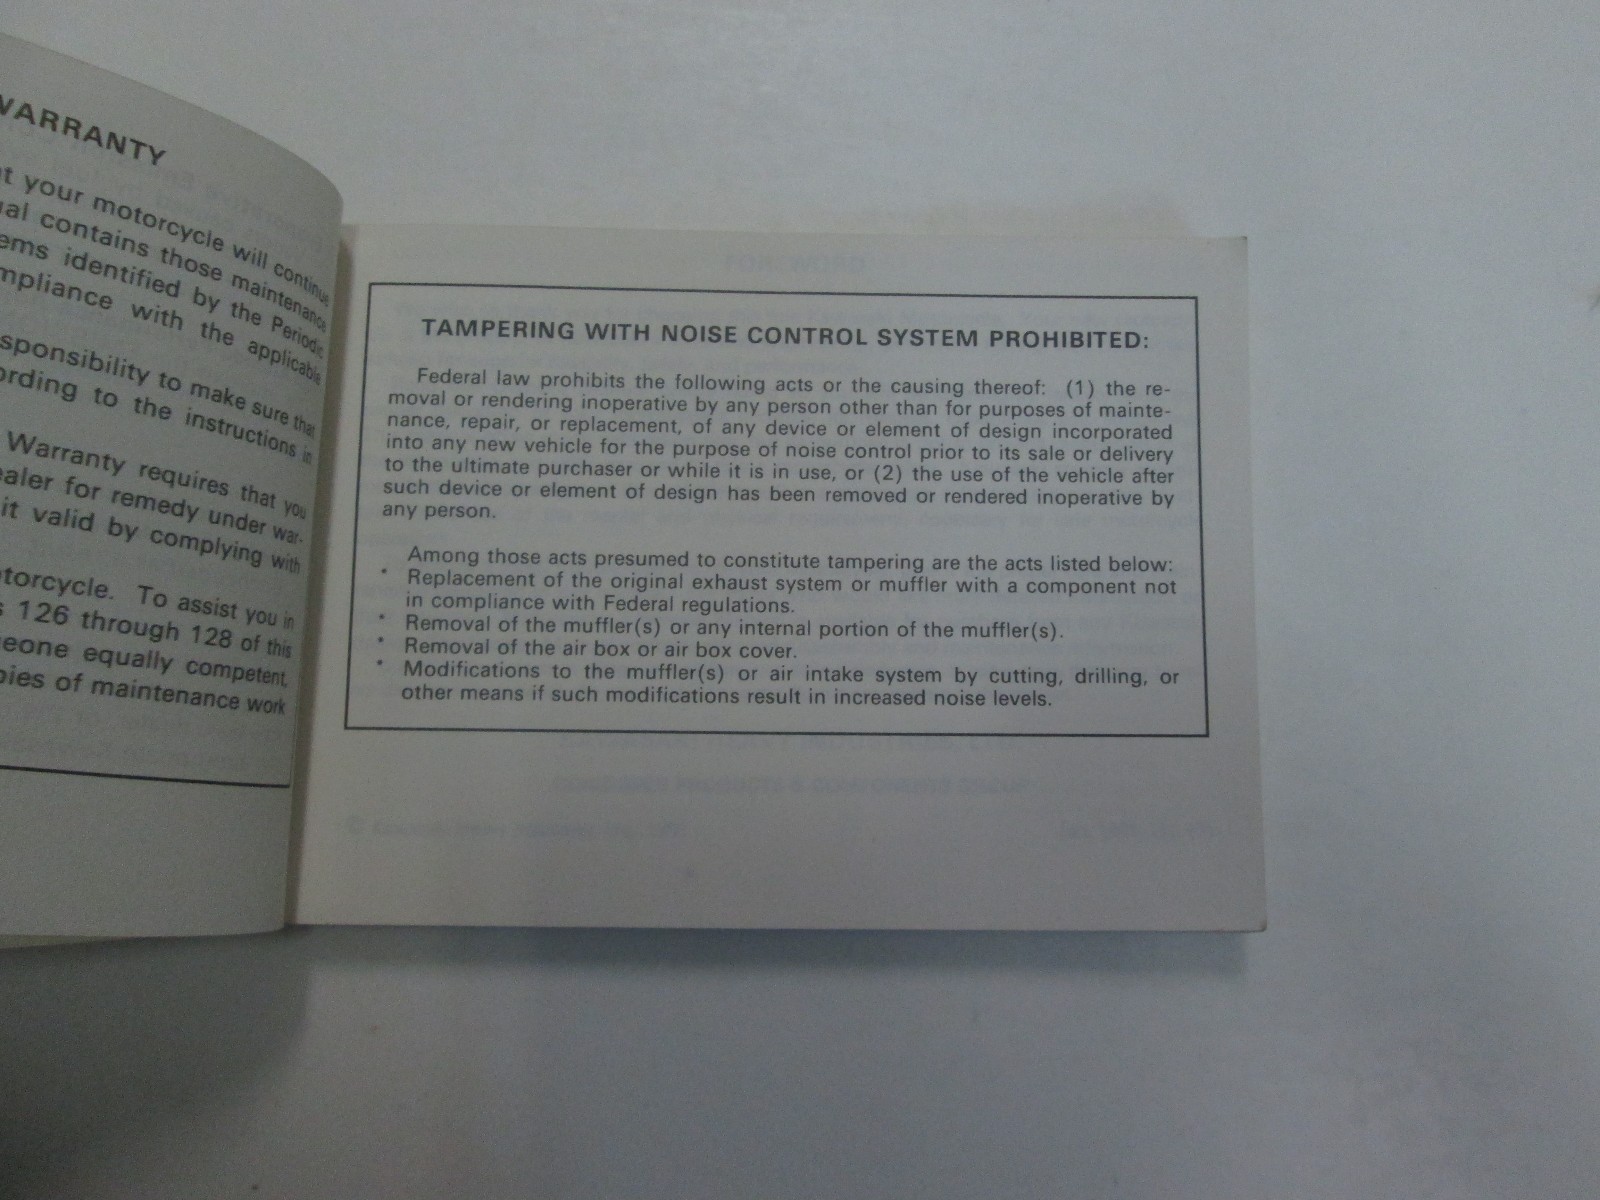 WARRANTY
your motorcycle will continue
contains those maintenance
identified by the Periodic
with the applicable
to make sure that
to the instructions in
Warranty requires that you
for remedy under war-
it valid by complying with
To assist you in
126 through 128 of this
equally competent,
of maintenance work
TAMPERING WITH NOISE CONTROL SYSTEM PROHIBITED:
Federal law prohibits the following acts or the causing thereof: (1) the re-
moval or rendering inoperative by any person other than for purposes of mainte-
nance, repair, or replacement, of any device or element of design incorporated
into any new vehicle for the purpose of noise control prior to its sale or delivery
to the ultimate purchaser or while it is in use, or (2) the use of the vehicle after
such device or element of design has been removed or rendered inoperative by
any person.
Among those acts presumed to constitute tampering are the acts listed below:
* Replacement of the original exhaust system or muffler with a component not
in compliance with Federal regulations.
* Removal of the muffler(s) or any internal portion of the muffler(s).
* Removal of the air box or air box cover.
* Modifications to the muffler(s) or air intake system by cutting, drilling, or
other means if such modifications result in increased noise levels.